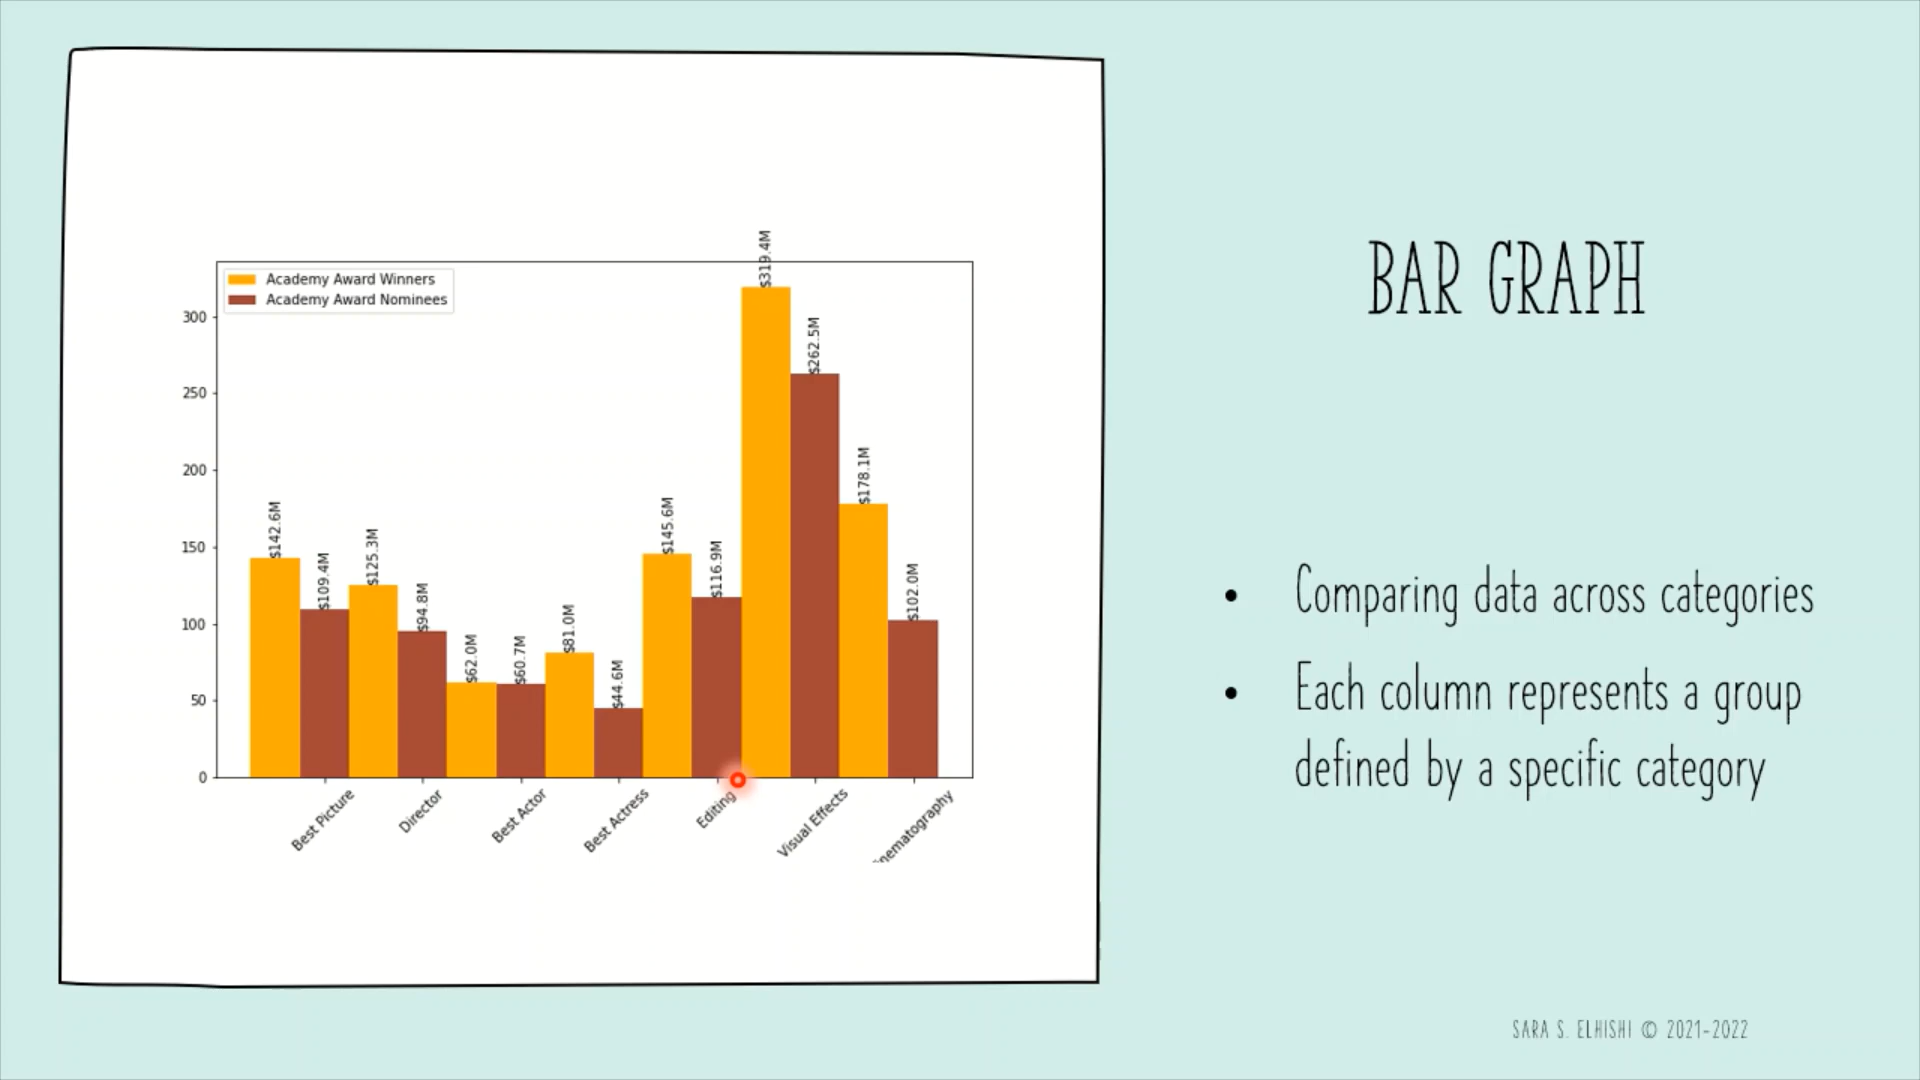 BAR GRAPH
Academy Award Winners
Academy Award Nominees
300
250
200
150
100
50
0
$142.6M
$109.4M
$125.3M
$94.8M
$62.0M
$60.7M
$81.0M
$44.6M
$145.6M
$116.9M
$319.4M
$262.5M
$178.1M
$102.0M
Best Picture
Director
Best Actor
Best Actress
Editing
Visual Effects
inematography
• Comparing data across categories
• Each column represents a group
defined by a specific category
SARA S. ELHISHI © 2021-2022